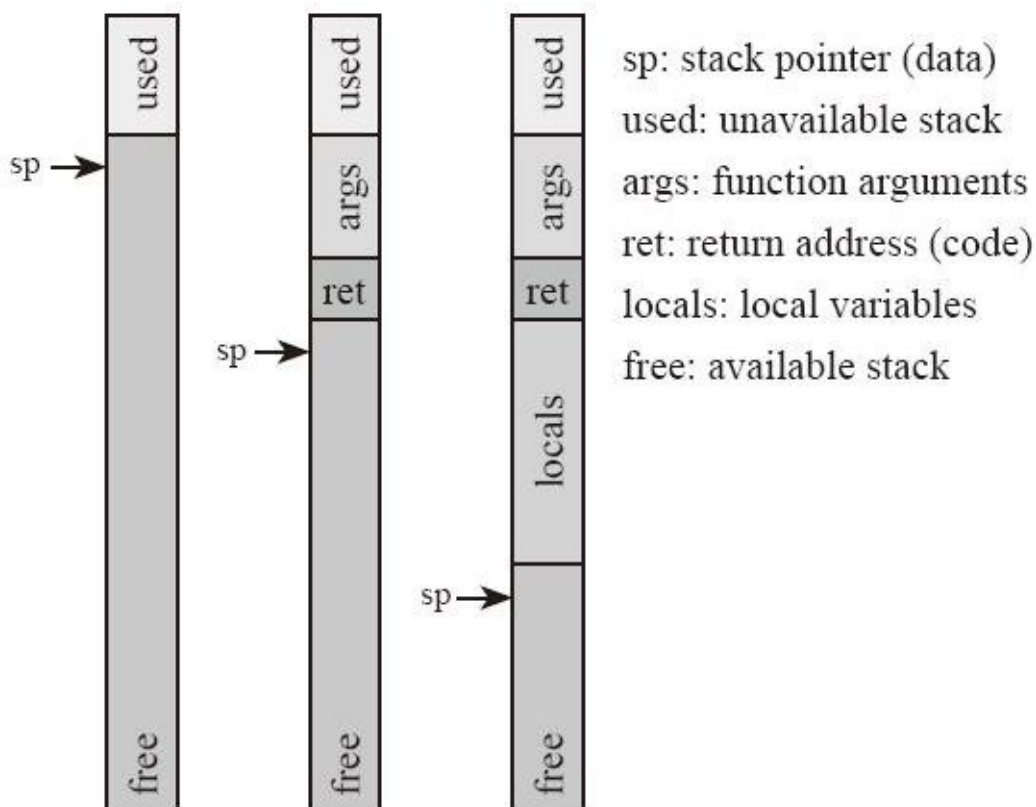 used
sp
free
used
args
ret
sp
free
used
args
ret
locals
sp
free
sp: stack pointer (data)
used: unavailable stack
args: function arguments
ret: return address (code)
locals: local variables
free: available stack